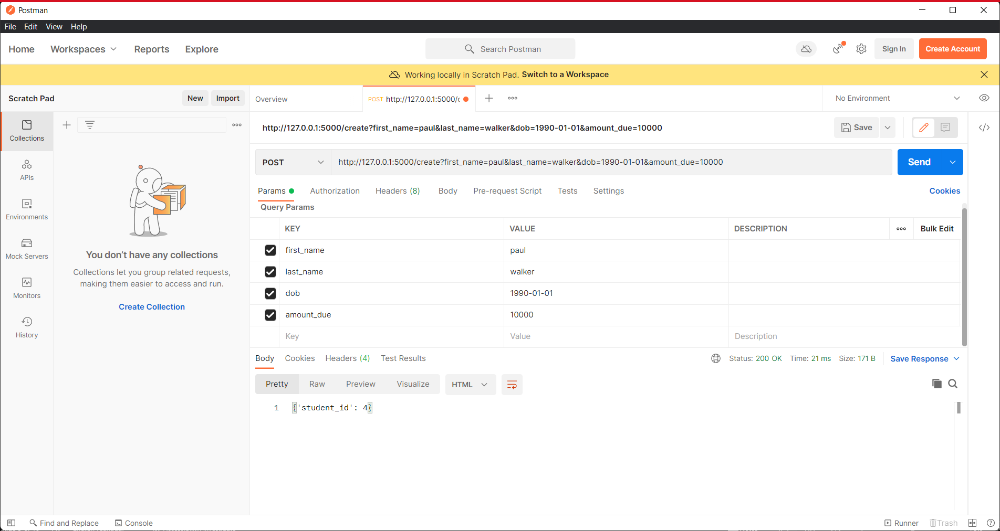 Postman
File Edit View Help
Home Workspaces Reports Explore Search Postman Sign In Create Account
Working locally in Scratch Pad. Switch to a Workspace
Scratch Pad New Import
Overview POST http://127.0.0.1:5000/c No Environment
Collections
APIs
Environments
Mock Servers
Monitors
History
You don’t have any collections
Collections let you group related requests,
making them easier to access and run.
Create Collection
http://127.0.0.1:5000/create?first_name=paul&last_name=walker&dob=1990-01-01&amount_due=10000 Save
POST http://127.0.0.1:5000/create?first_name=paul&last_name=walker&dob=1990-01-01&amount_due=10000 Send
Params Authorization Headers (8) Body Pre-request Script Tests Settings Cookies
Query Params
KEY VALUE DESCRIPTION Bulk Edit
first_name paul
last_name walker
dob 1990-01-01
amount_due 10000
Key Value Description
Body Cookies Headers (4) Test Results Status: 200 OK Time: 21 ms Size: 171 B Save Response
Pretty Raw Preview Visualize HTML
1 {'student_id': 4}
Find and Replace Console Runner Trash